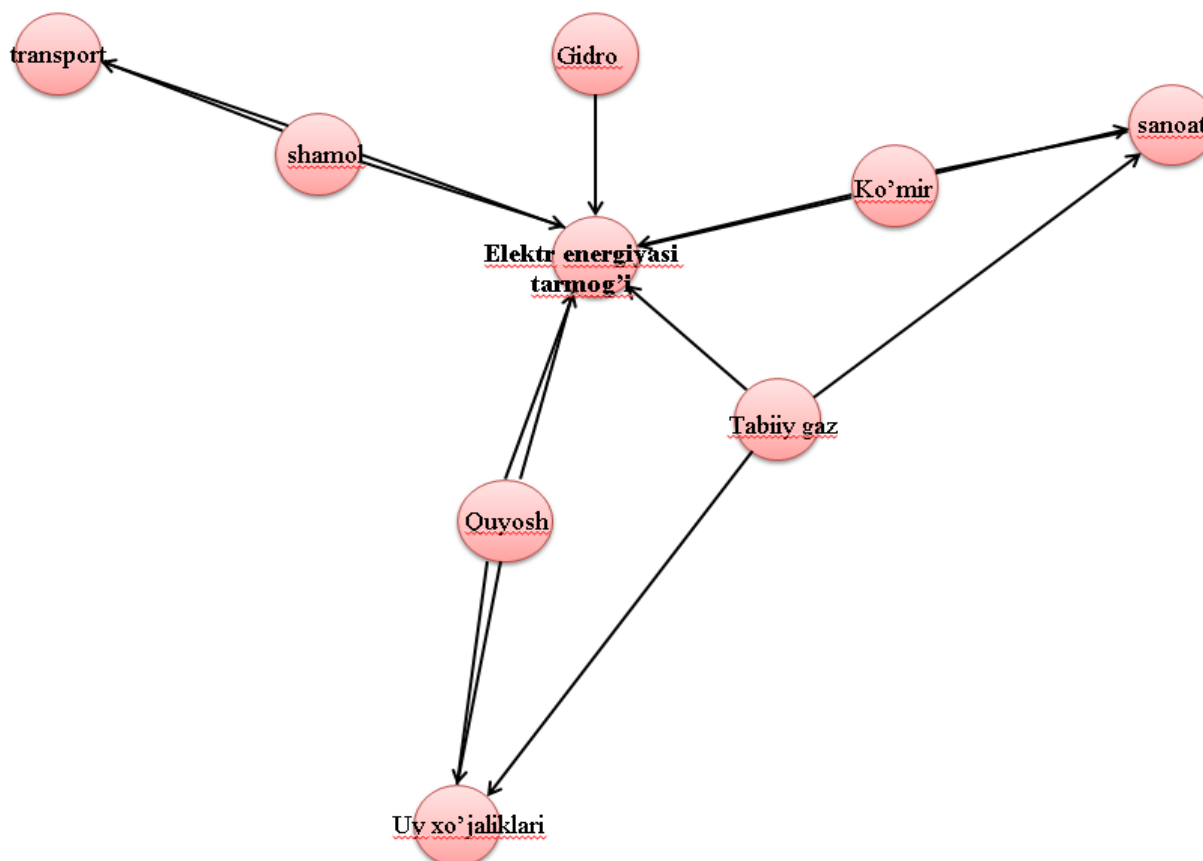 transport
Gidro
sanoat
shamol
Ko’mir
Elektr energiyasi
tarmog’i
Tabiiy gaz
Quyosh
Uy xo’jaliklari